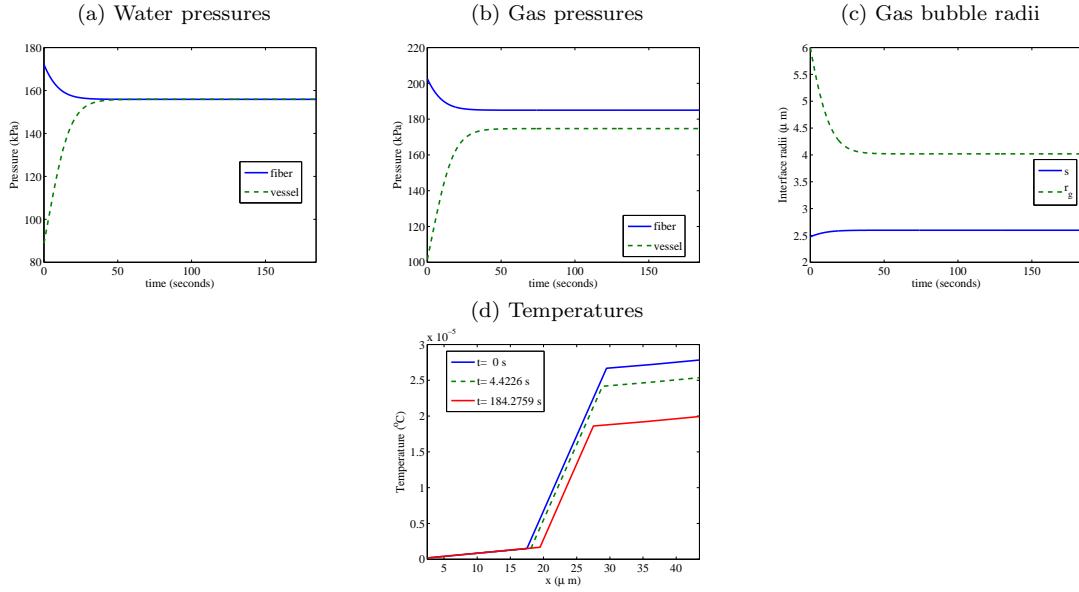 (a) Water pressures
180
160
140
120
100
80
Pressure (kPa)
fiber
vessel
0
50
100
150
time (seconds)
(b) Gas pressures
220
200
180
160
140
120
100
Pressure (kPa)
fiber
vessel
0
50
100
150
time (seconds)
(c) Gas bubble radii
6
5.5
5
4.5
4
3.5
3
2.5
2
Interface radii (μ m)
s
r_g
0
50
100
150
time (seconds)
(d) Temperatures
x 10⁻⁵
3
2.5
2
1.5
1
0.5
0
Temperature (⁰C)
t= 0 s
t= 4.4226 s
t= 184.2759 s
5
10
15
20
25
30
35
40
x (μ m)